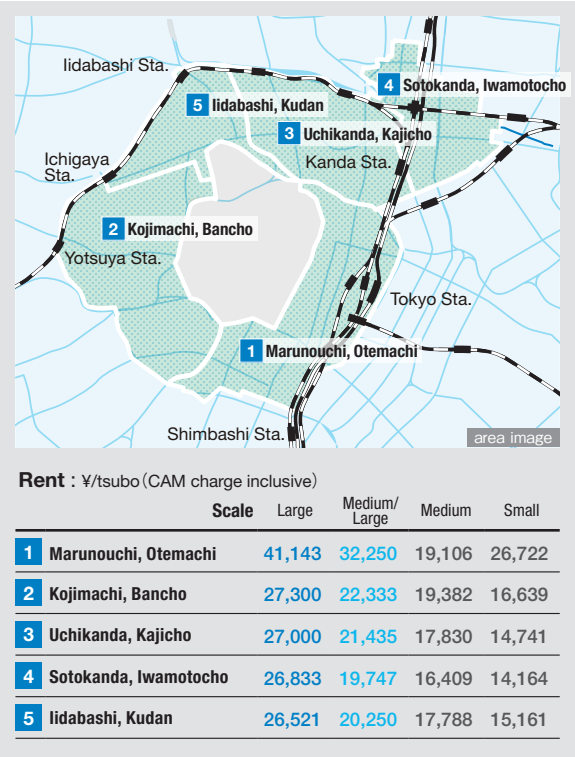 Iidabashi Sta.
4 Sotokanda, Iwamotocho
5 Iidabashi, Kudan
3 Uchikanda, Kajicho
Ichigaya
Sta.
Kanda Sta.
2 Kojimachi, Bancho
Yotsuya Sta.
Tokyo Sta.
1 Marunouchi, Otemachi
Shimbashi Sta.
area image
Rent : ¥/tsubo (CAM charge inclusive)
Scale Large Medium/Large Medium Small
1 Marunouchi, Otemachi 41,143 32,250 19,106 26,722
2 Kojimachi, Bancho 27,300 22,333 19,382 16,639
3 Uchikanda, Kajicho 27,000 21,435 17,830 14,741
4 Sotokanda, Iwamotocho 26,833 19,747 16,409 14,164
5 Iidabashi, Kudan 26,521 20,250 17,788 15,161